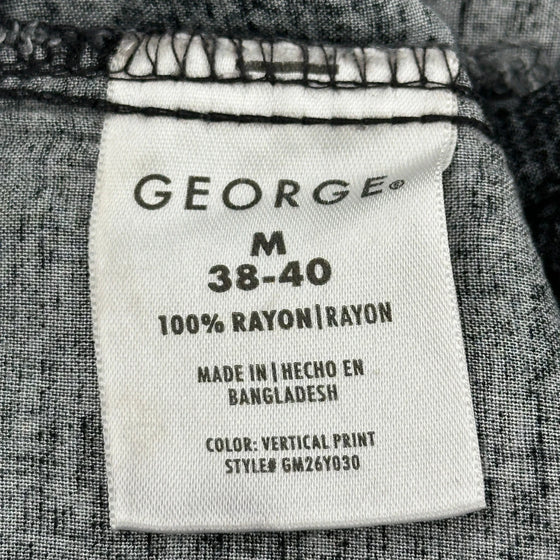 GEORGE®
M
38-40
100% RAYON|RAYON
MADE IN | HECHO EN
BANGLADESH
COLOR: VERTICAL PRINT
STYLE# GM26Y030